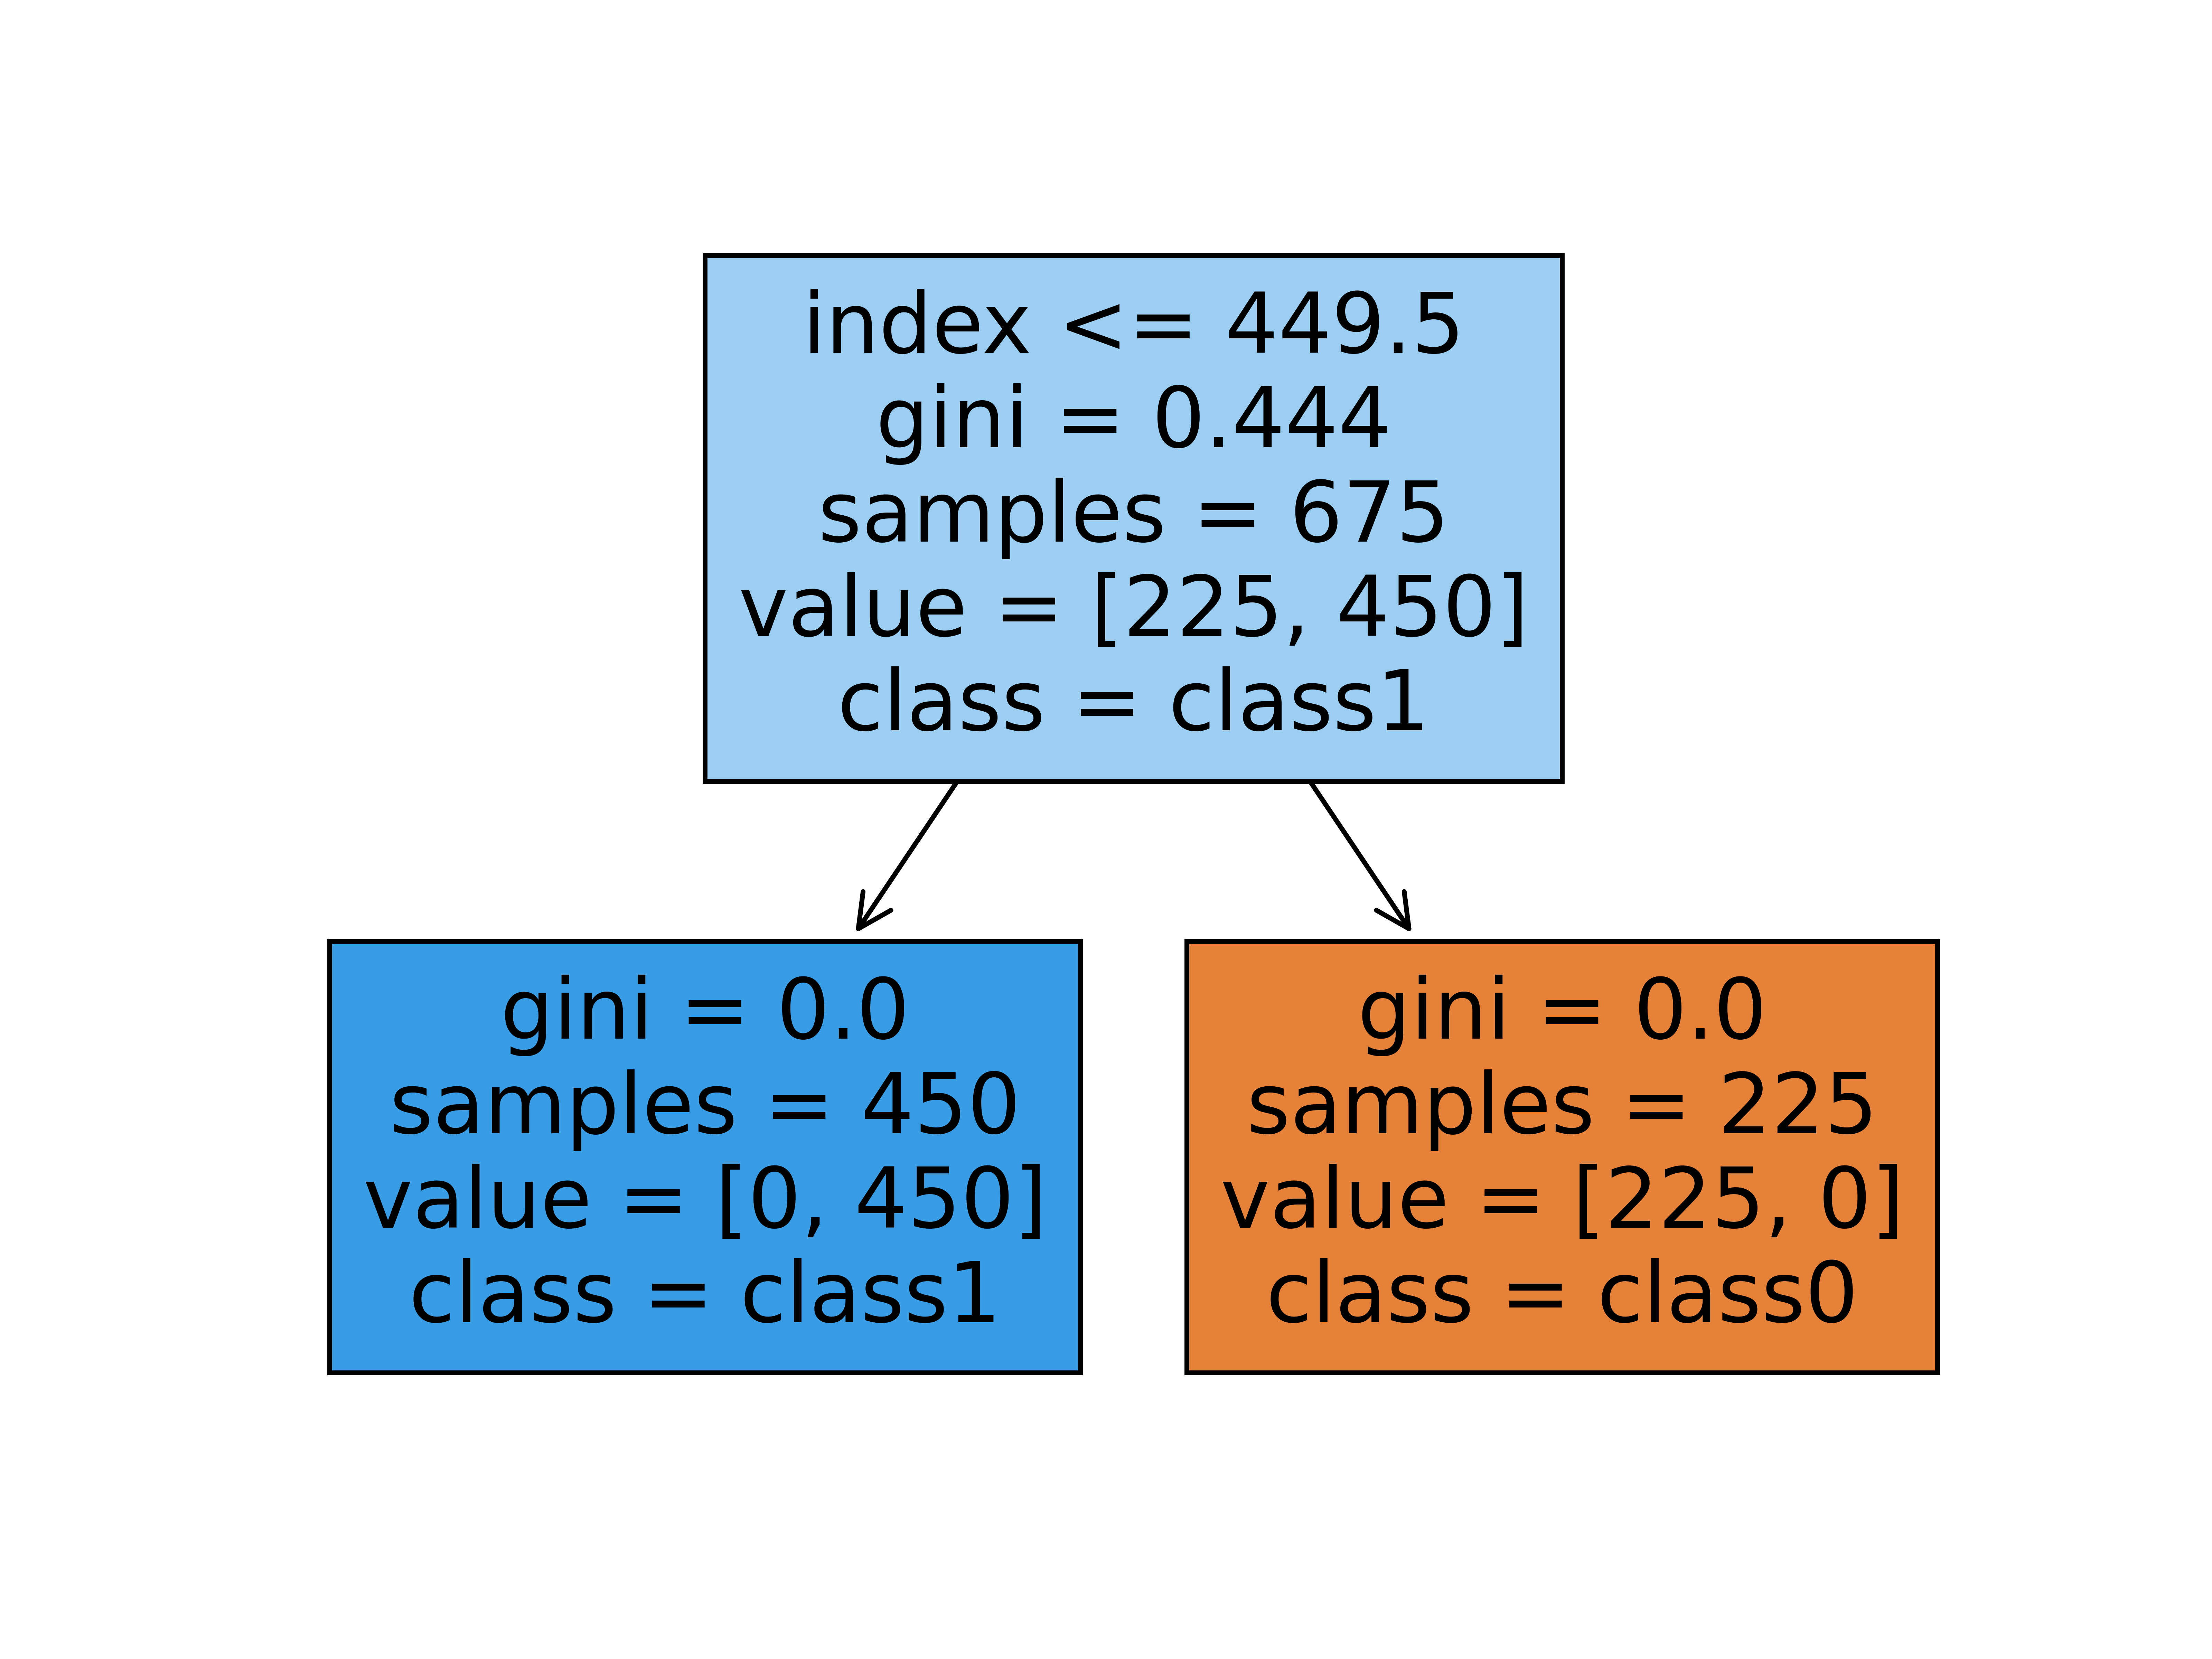 index <= 449.5
gini = 0.444
samples = 675
value = [225, 450]
class = class1
gini = 0.0
samples = 450
value = [0, 450]
class = class1
gini = 0.0
samples = 225
value = [225, 0]
class = class0